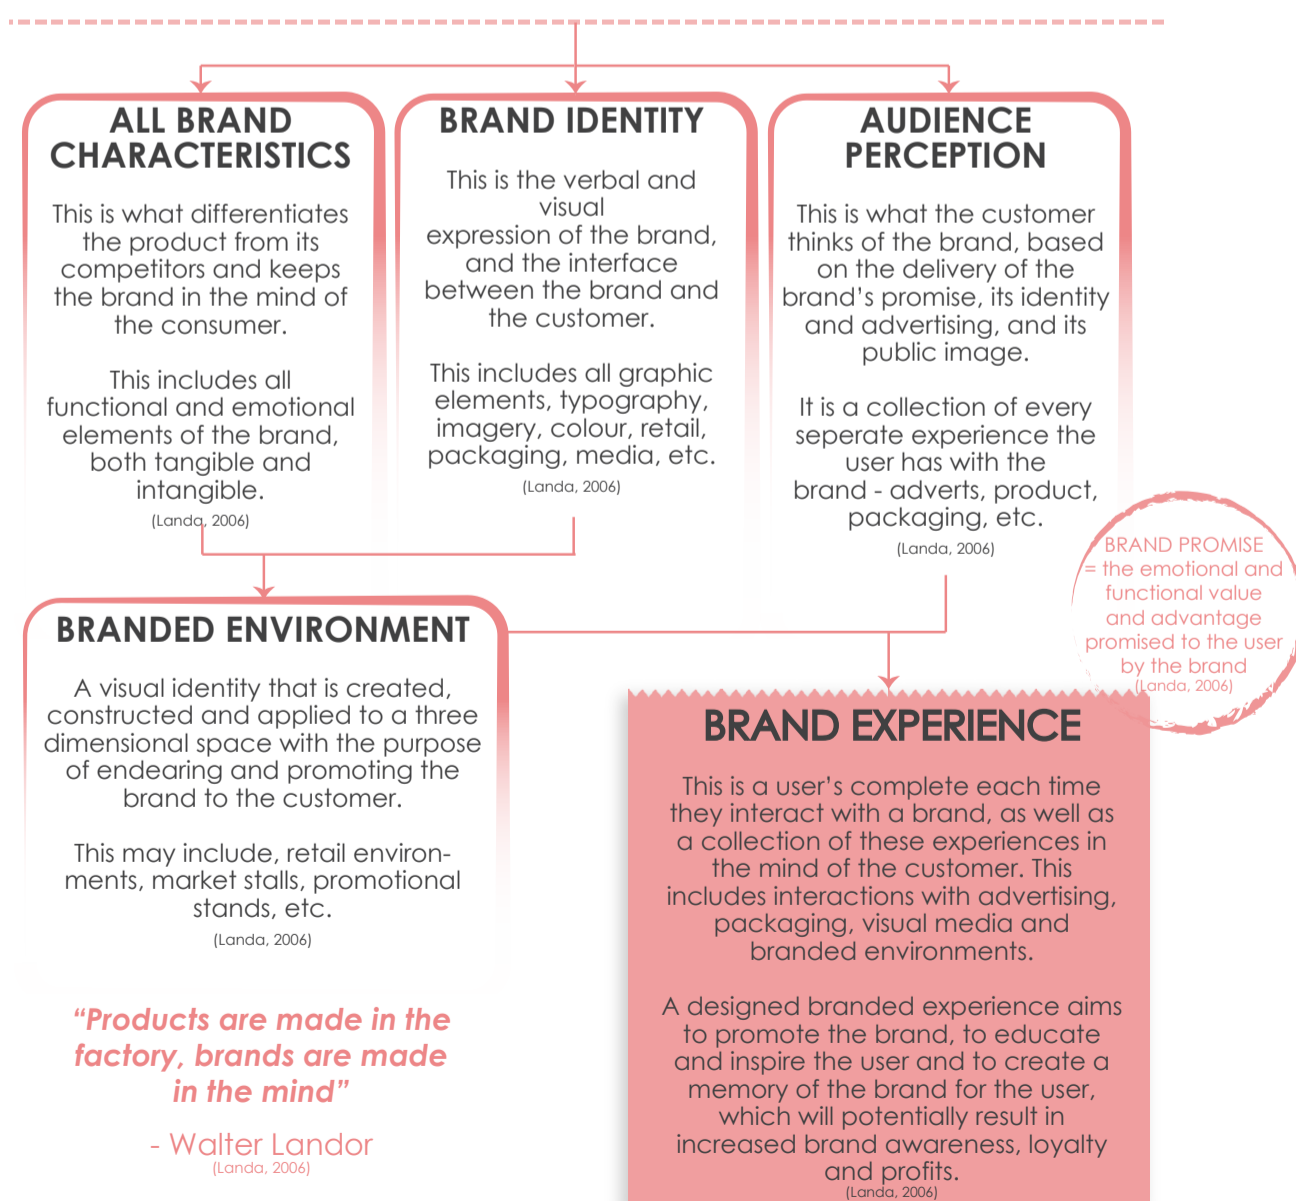 ALL BRAND
CHARACTERISTICS
This is what differentiates
the product from its
competitors and keeps
the brand in the mind of
the consumer.
This includes all
functional and emotional
elements of the brand,
both tangible and
intangible.
(Landa, 2006)
BRAND IDENTITY
This is the verbal and
visual
expression of the brand,
and the interface
between the brand and
the customer.
This includes all graphic
elements, typography,
imagery, colour, retail,
packaging, media, etc.
(Landa, 2006)
AUDIENCE
PERCEPTION
This is what the customer
thinks of the brand, based
on the delivery of the
brand's promise, its identity
and advertising, and its
public image.
It is a collection of every
seperate experience the
user has with the
brand - adverts, product,
packaging, etc.
(Landa, 2006)
BRAND PROMISE
= the emotional and
functional value
and advantage
promised to the user
by the brand
(Landa, 2006)
BRANDED ENVIRONMENT
A visual identity that is created,
constructed and applied to a three
dimensional space with the purpose
of endearing and promoting the
brand to the customer.
This may include, retail environ-
ments, market stalls, promotional
stands, etc.
(Landa, 2006)
BRAND EXPERIENCE
This is a user's complete each time
they interact with a brand, as well as
a collection of these experiences in
the mind of the customer. This
includes interactions with advertising,
packaging, visual media and
branded environments.
A designed branded experience aims
to promote the brand, to educate
and inspire the user and to create a
memory of the brand for the user,
which will potentially result in
increased brand awareness, loyalty
and profits.
(Landa, 2006)
“Products are made in the
factory, brands are made
in the mind”
- Walter Landor
(Landa, 2006)